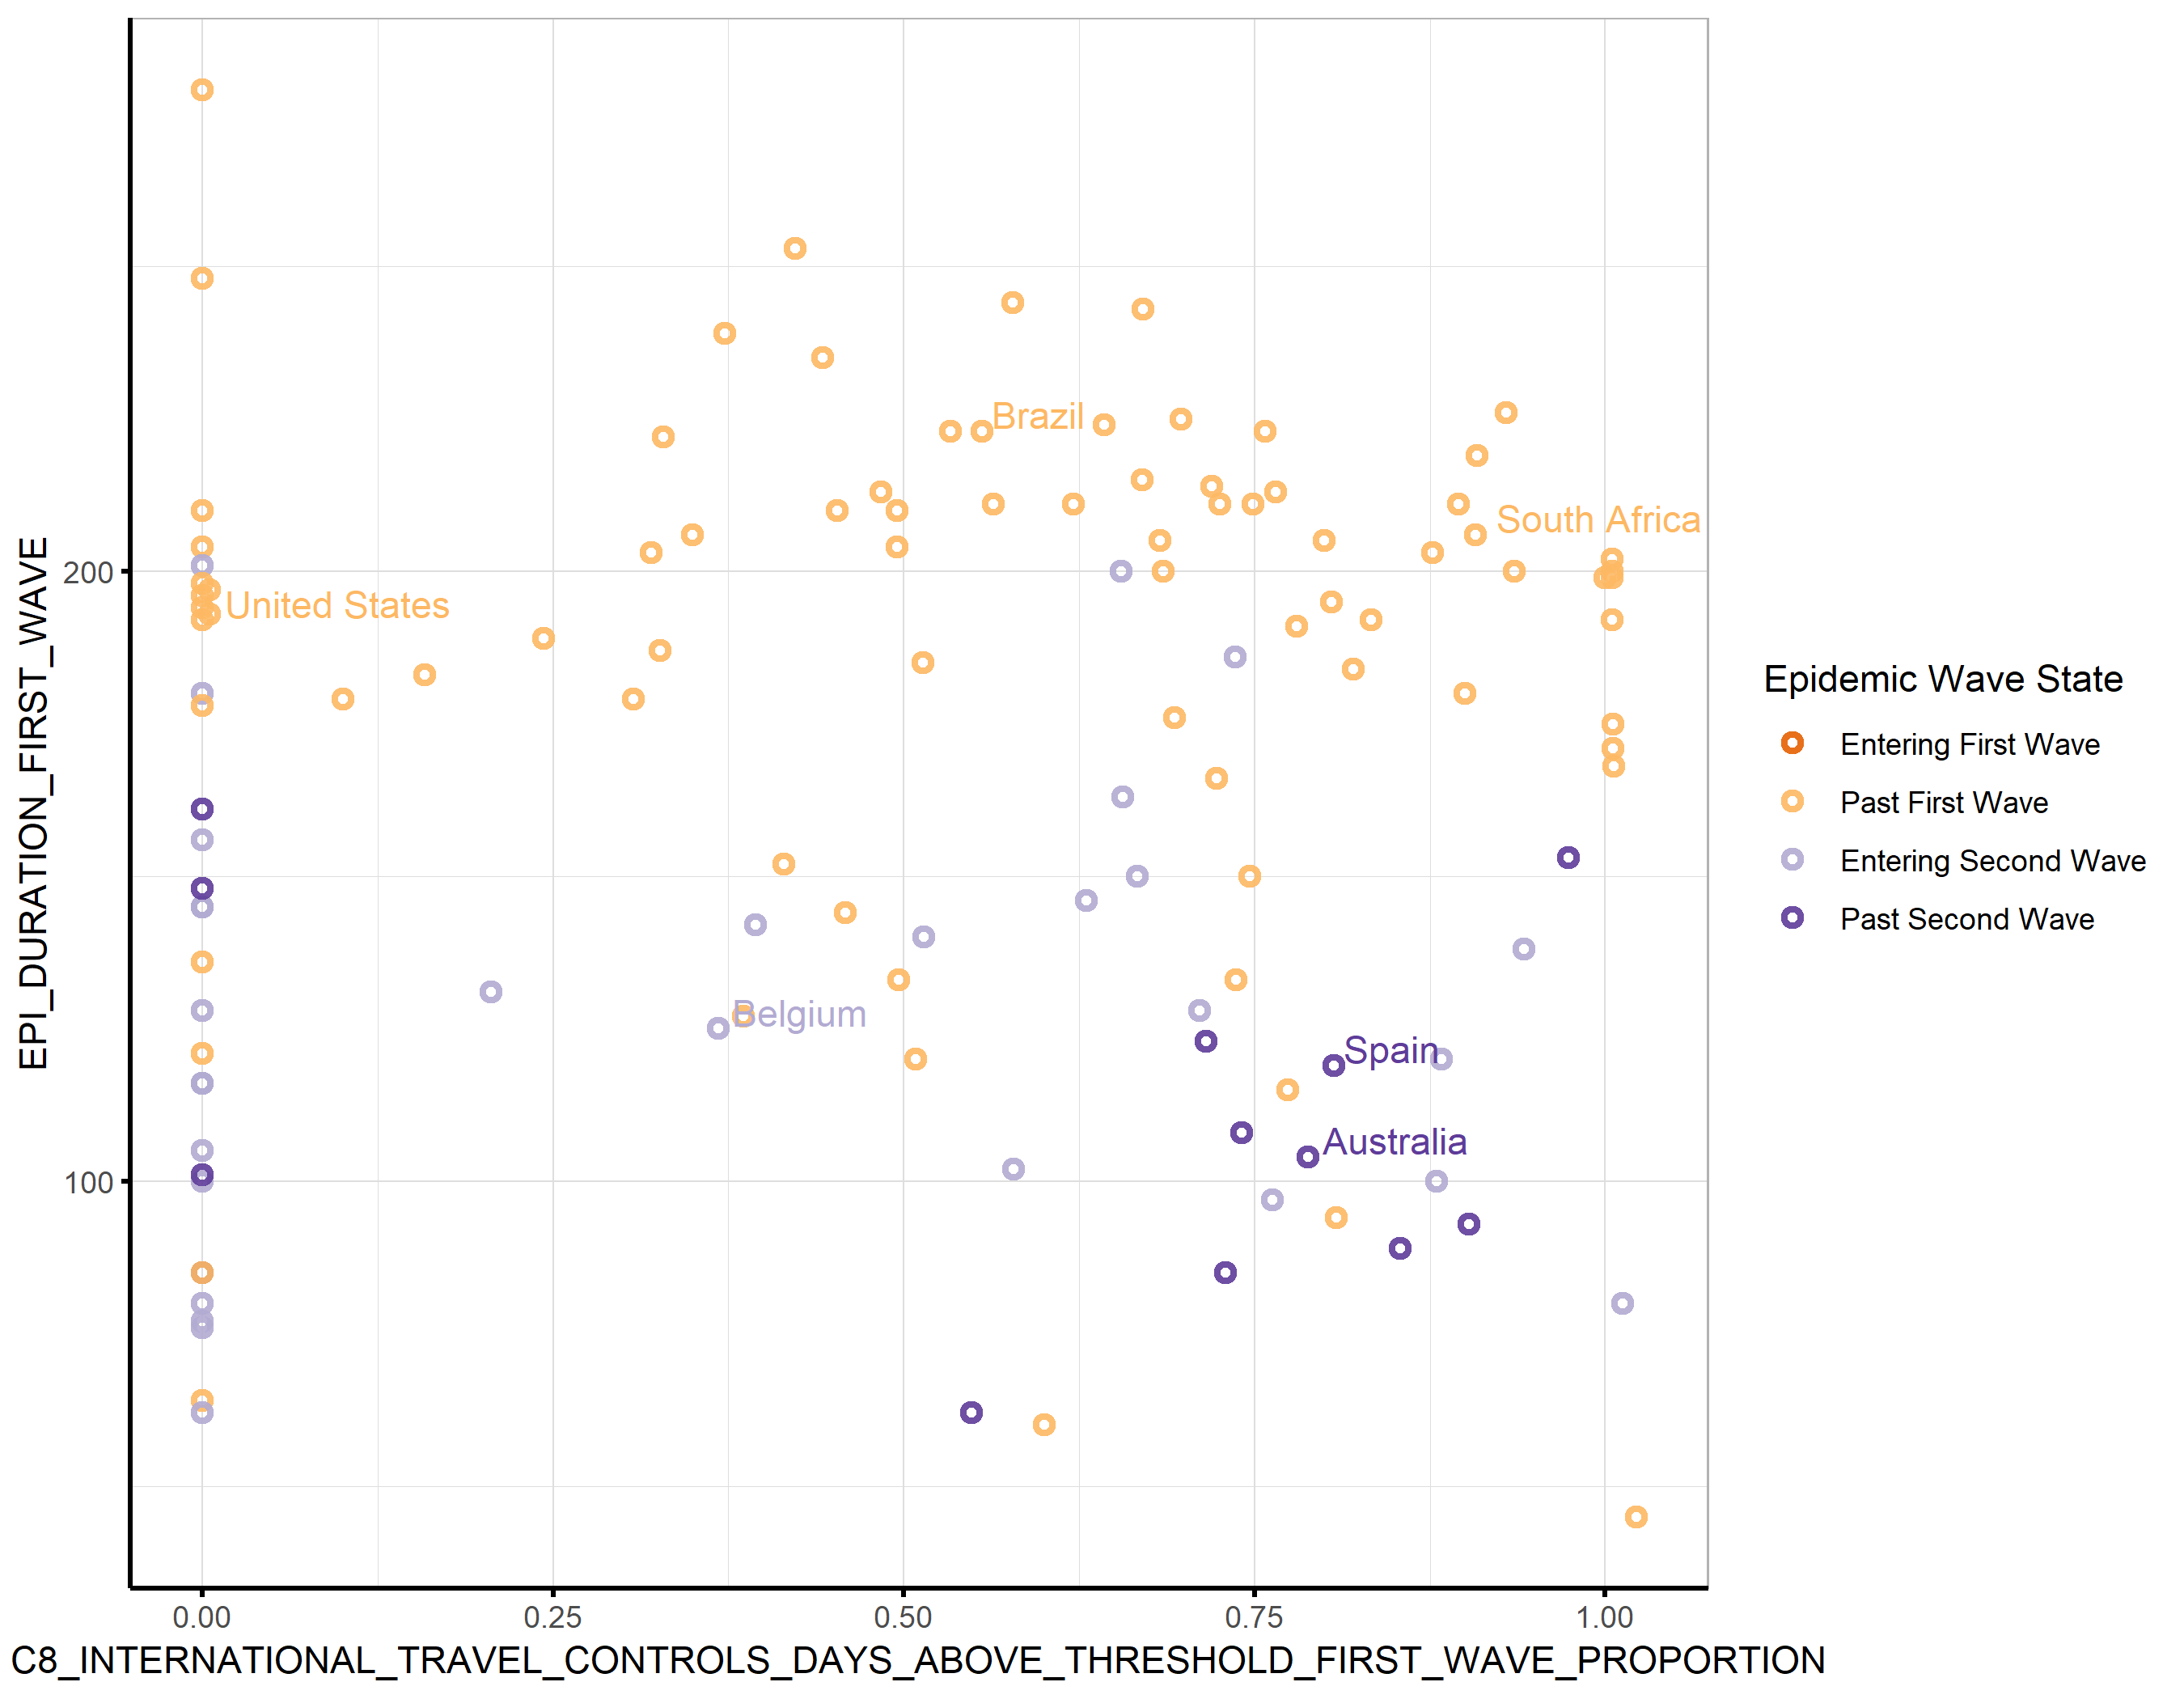 EPI_DURATION_FIRST_WAVE
200
100
Brazil
South Africa
United States
Belgium
Spain
Australia
0.00 0.25 0.50 0.75 1.00
C8_INTERNATIONAL_TRAVEL_CONTROLS_DAYS_ABOVE_THRESHOLD_FIRST_WAVE_PROPORTION
Epidemic Wave State
Entering First Wave
Past First Wave
Entering Second Wave
Past Second Wave